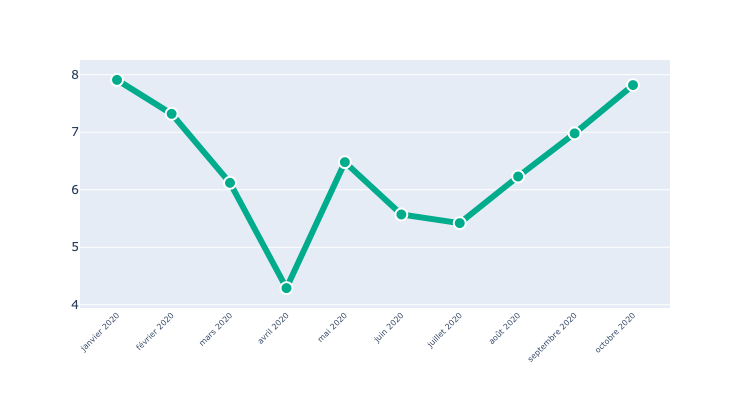 8
7
6
5
4
janvier 2020
février 2020
mars 2020
avril 2020
mai 2020
juin 2020
juillet 2020
août 2020
septembre 2020
octobre 2020